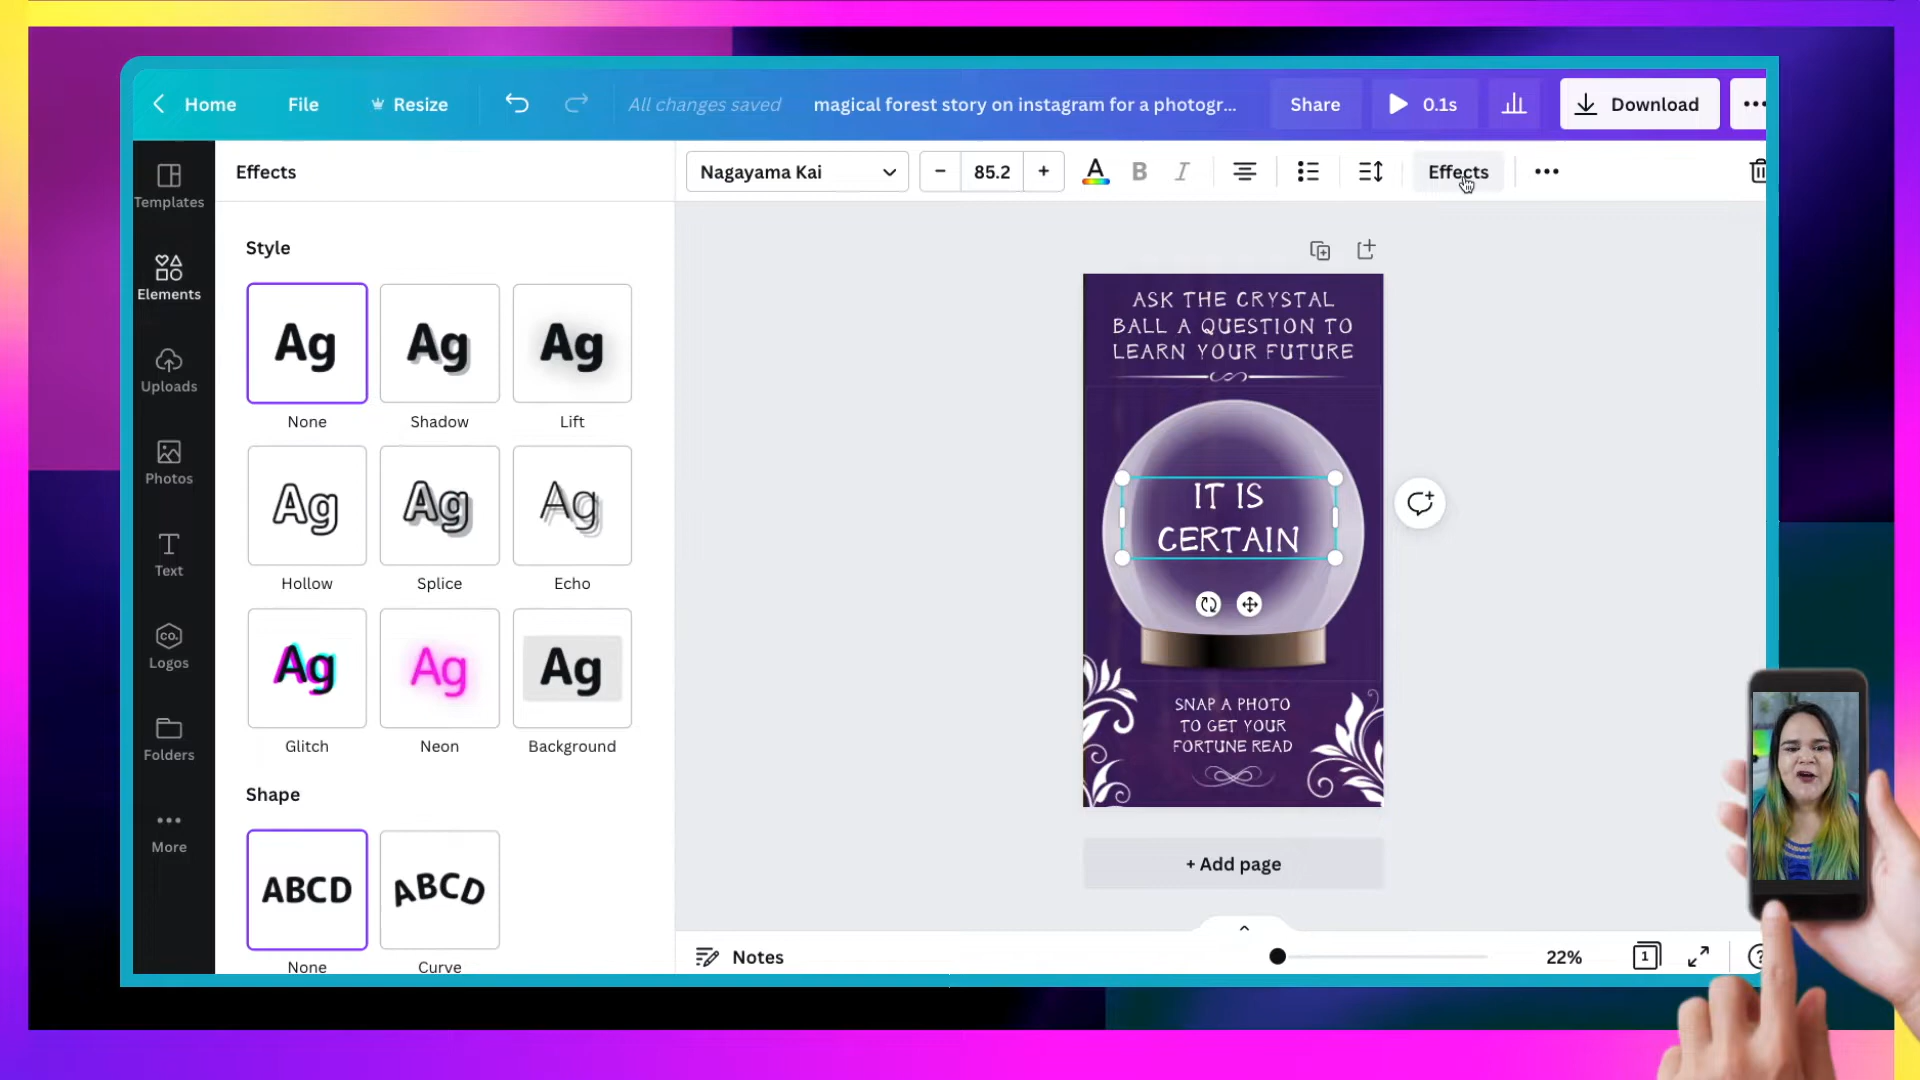 Home
File
Resize
All changes saved
magical forest story on instagram for a photogr...
Share
0.1s
Download
Templates
Elements
Uploads
Photos
Text
CO.
Logos
Folders
More
Effects
Nagayama Kai
85.2
A
B
I
Effects
Style
Ag
Ag
Ag
None
Shadow
Lift
Ag
Ag
Ag
Hollow
Splice
Echo
Ag
Ag
Ag
Glitch
Neon
Background
Shape
ABCD
ABCD
None
Curve
ASK THE CRYSTAL
BALL A QUESTION TO
LEARN YOUR FUTURE
IT IS
CERTAIN
SNAP A PHOTO
TO GET YOUR
FORTUNE READ
+ Add page
Notes
22%
1
?